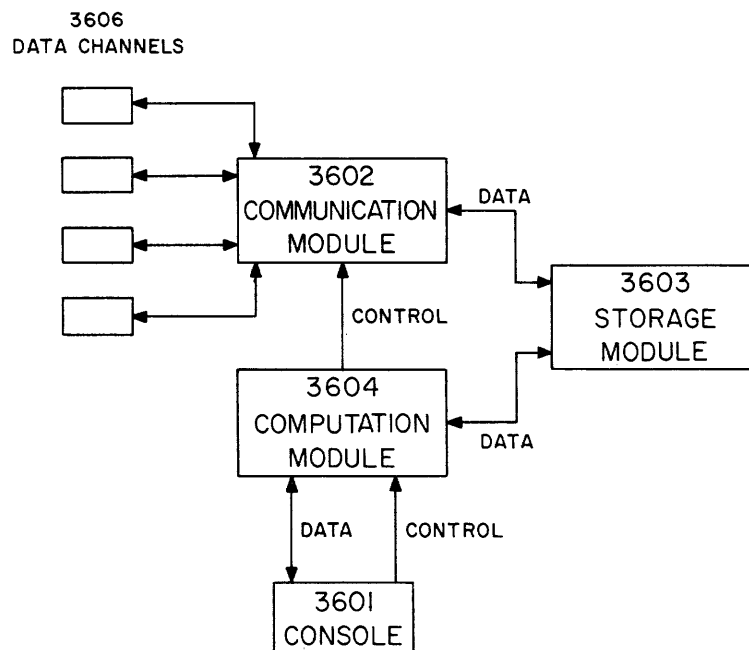 3606
DATA CHANNELS
3602
COMMUNICATION
MODULE
DATA
3603
STORAGE
MODULE
CONTROL
3604
COMPUTATION
MODULE
DATA
DATA
CONTROL
3601
CONSOLE